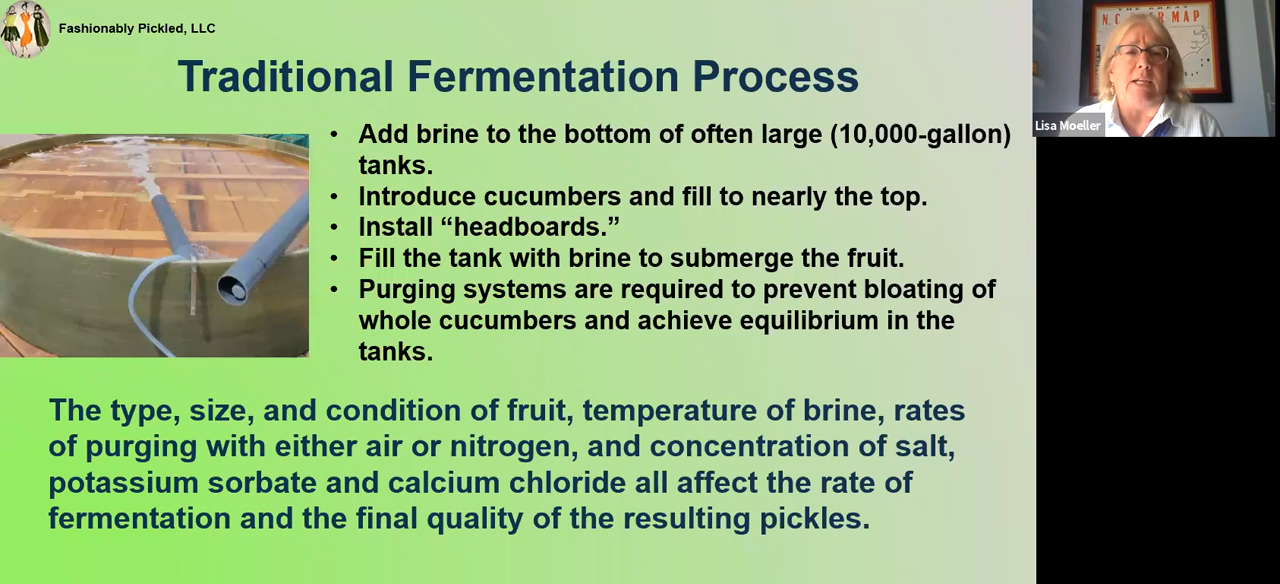 Fashionably Pickled, LLC
Traditional Fermentation Process
• Add brine to the bottom of often large (10,000-gallon)
tanks.
• Introduce cucumbers and fill to nearly the top.
• Install “headboards.”
• Fill the tank with brine to submerge the fruit.
• Purging systems are required to prevent bloating of
whole cucumbers and achieve equilibrium in the
tanks.
The type, size, and condition of fruit, temperature of brine, rates
of purging with either air or nitrogen, and concentration of salt,
potassium sorbate and calcium chloride all affect the rate of
fermentation and the final quality of the resulting pickles.
MAP
Lisa Moeller